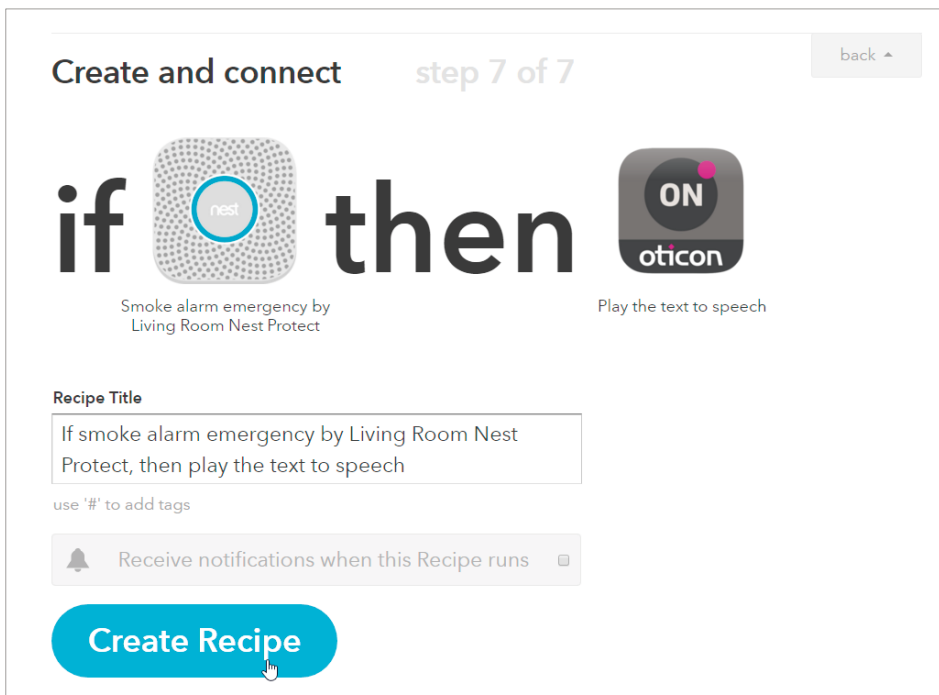 back
Create and connect step 7 of 7
if nest then ON
oticon
Smoke alarm emergency by
Living Room Nest Protect
Play the text to speech
Recipe Title
If smoke alarm emergency by Living Room Nest
Protect, then play the text to speech
use '#' to add tags
Receive notifications when this Recipe runs
Create Recipe